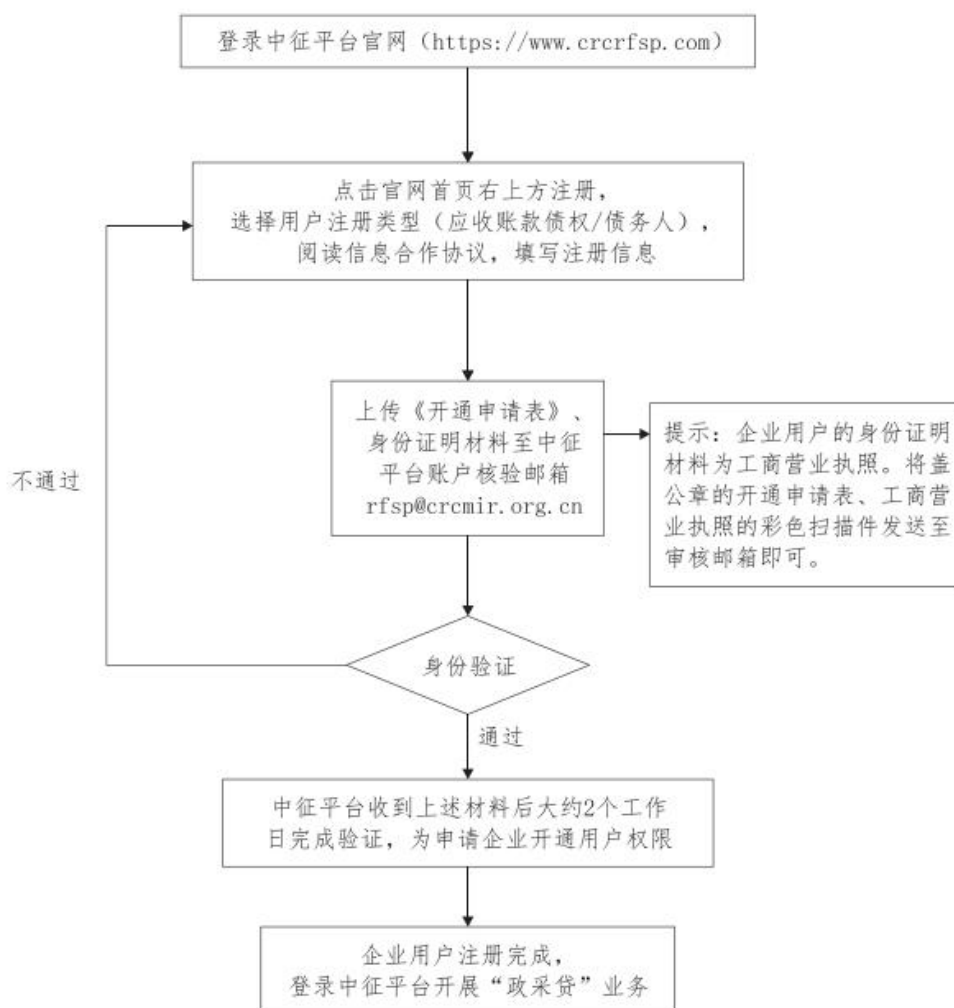 登录中征平台官网（https://www.crcrfsp.com）
点击官网首页右上方注册，
选择用户注册类型（应收账款债权/债务人），
阅读信息合作协议，填写注册信息
上传《开通申请表》、
身份证明材料至中征
平台账户核验邮箱
rfsp@crcmir.org.cn
提示：企业用户的身份证明
材料为工商营业执照。将盖
公章的开通申请表、工商营
业执照的彩色扫描件发送至
审核邮箱即可。
不通过
身份验证
通过
中征平台收到上述材料后大约2个工作
日完成验证，为申请企业开通用户权限
企业用户注册完成，
登录中征平台开展“政采贷”业务